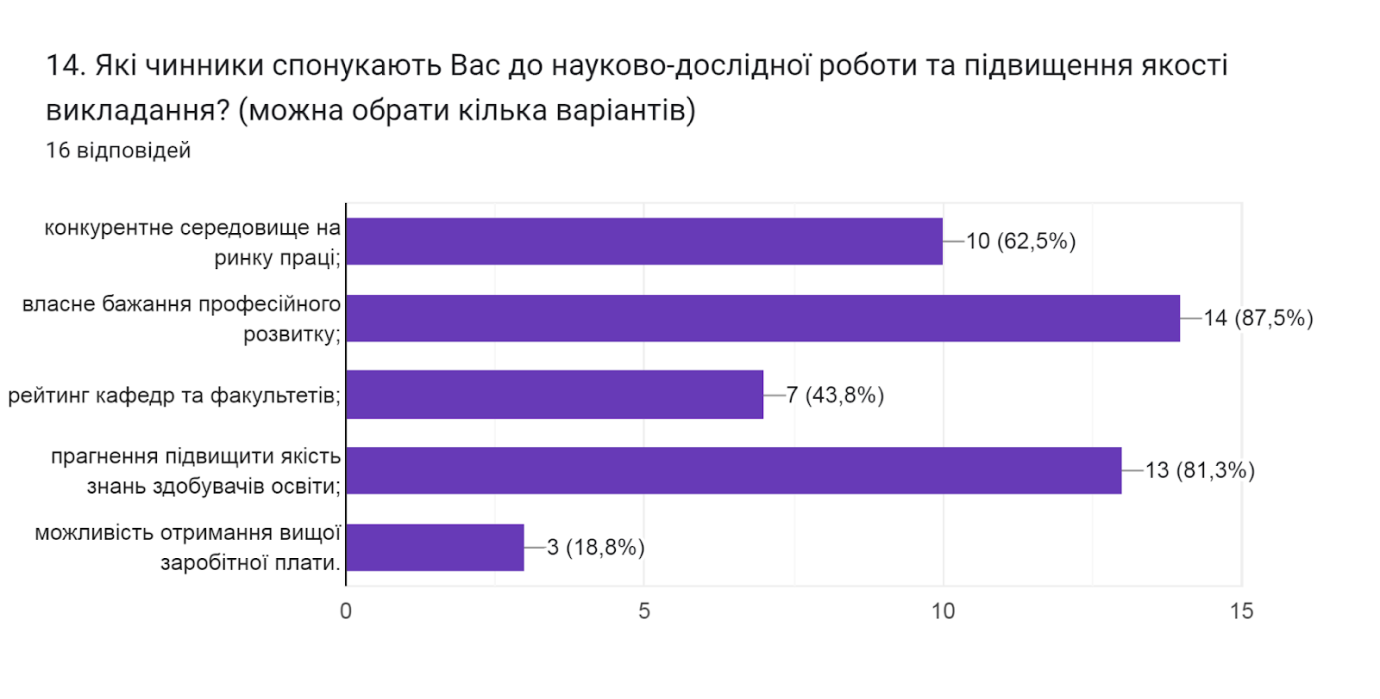 14. Які чинники спонукають Вас до науково-дослідної роботи та підвищення якості
викладання? (можна обрати кілька варіантів)
16 відповідей
конкурентне середовище на
ринку праці;
10 (62,5%)
власне бажання професійного
розвитку;
14 (87,5%)
рейтинг кафедр та факультетів;
7 (43,8%)
прагнення підвищити якість
знань здобувачів освіти;
13 (81,3%)
можливість отримання вищої
заробітної плати.
3 (18,8%)
0
5
10
15